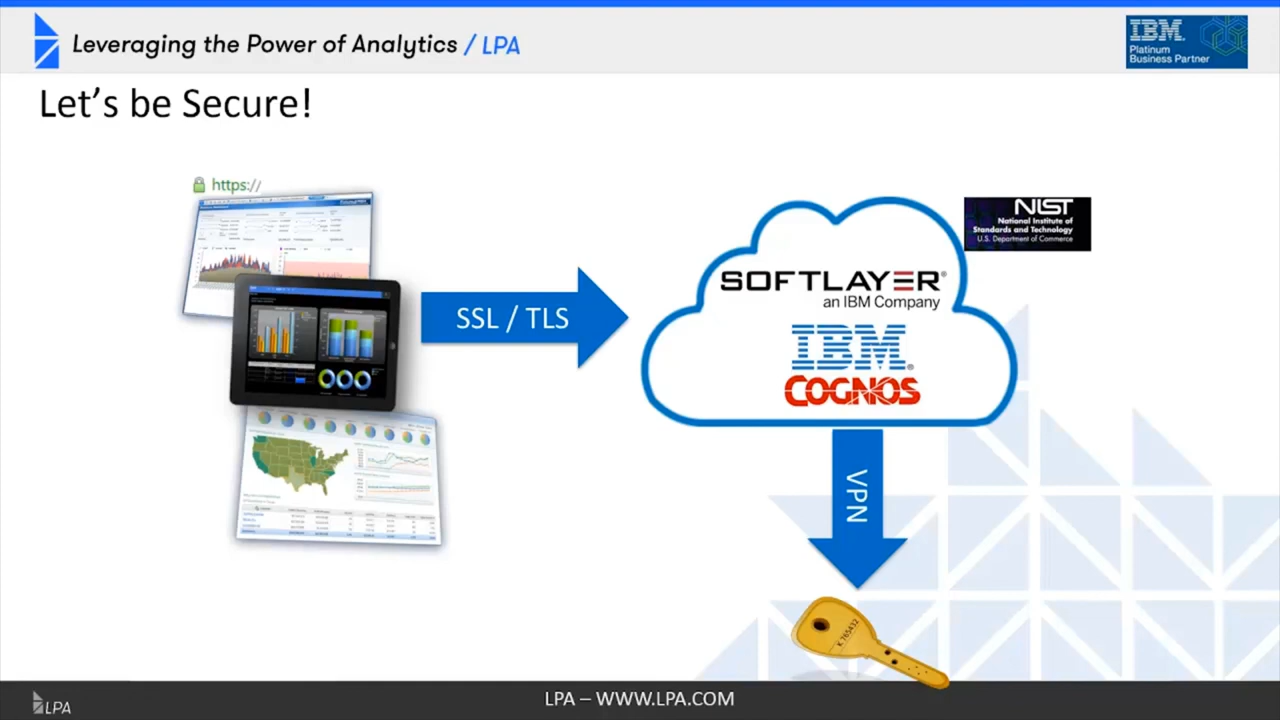 Leveraging the Power of Analytics / LPA
IBM
Platinum
Business Partner
Let's be Secure!
https://
SSL / TLS
SOFTLAYER®
an IBM Company
IBM®
COGNOS
NIST
National Institute of
Standards and Technology
U.S. Department of Commerce
VPN
K 765432
LPA
LPA – WWW.LPA.COM